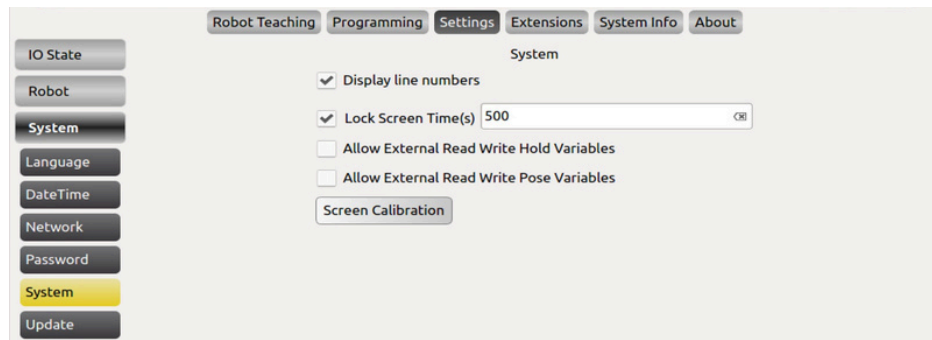 Robot Teaching Programming Settings Extensions System Info About
IO State
Robot
System
Language
DateTime
Network
Password
System
Update
System
Display line numbers
Lock Screen Time(s) 500
Allow External Read Write Hold Variables
Allow External Read Write Pose Variables
Screen Calibration